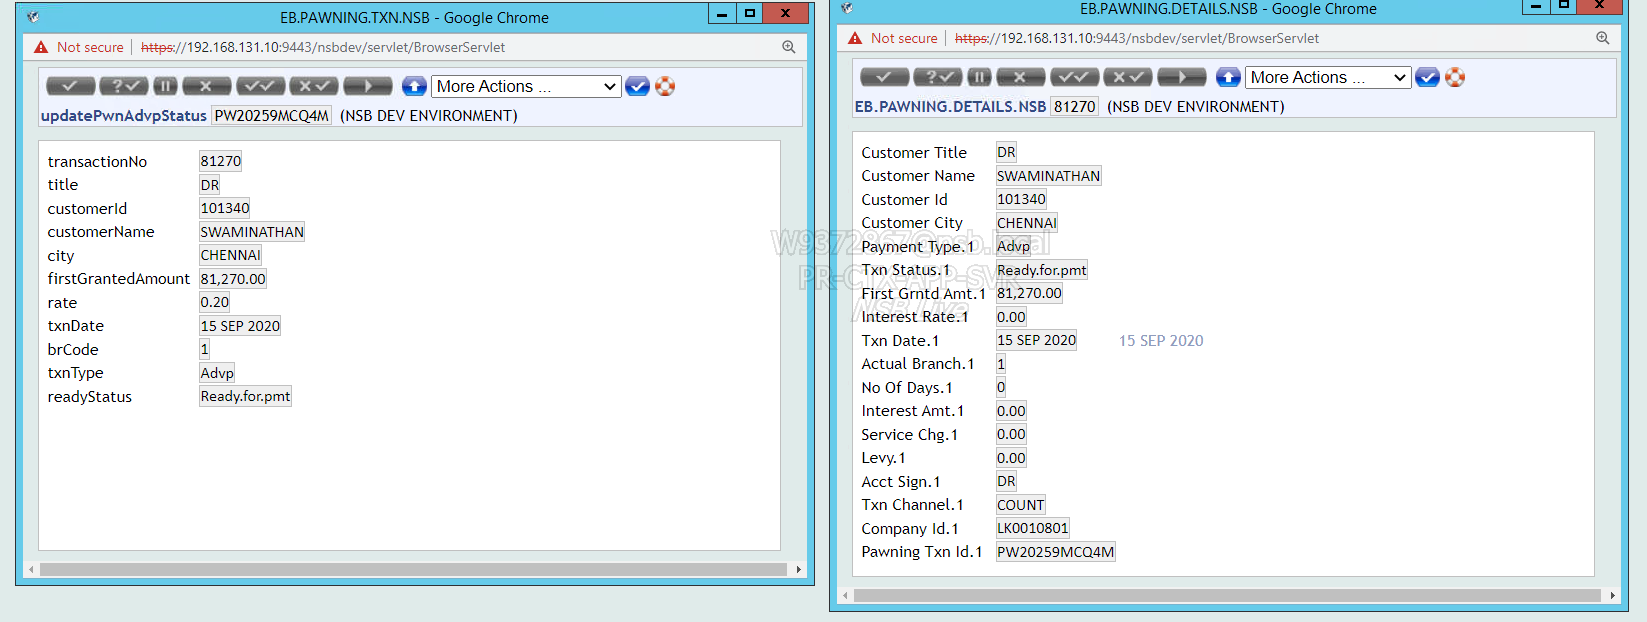 EB.PAWNING.TXN.NSB - Google Chrome
Not secure | https://192.168.131.10:9443/nsbdev/servlet/BrowserServlet
More Actions ...
updatePwnAdvpStatus PW20259MCQ4M (NSB DEV ENVIRONMENT)
transactionNo 81270
title DR
customerId 101340
customerName SWAMINATHAN
city CHENNAI
firstGrantedAmount 81,270.00
rate 0.20
txnDate 15 SEP 2020
brCode 1
txnType Advp
readyStatus Ready.for.pmt
EB.PAWNING.DETAILS.NSB - Google Chrome
Not secure | https://192.168.131.10:9443/nsbdev/servlet/BrowserServlet
More Actions ...
EB.PAWNING.DETAILS.NSB 81270 (NSB DEV ENVIRONMENT)
Customer Title DR
Customer Name SWAMINATHAN
Customer Id 101340
Customer City CHENNAI
Payment Type.1 Advp
Txn Status.1 Ready.for.pmt
First Grntd Amt.1 81,270.00
Interest Rate.1 0.00
Txn Date.1 15 SEP 2020 15 SEP 2020
Actual Branch.1 1
No Of Days.1 0
Interest Amt.1 0.00
Service Chg.1 0.00
Levy.1 0.00
Acct Sign.1 DR
Txn Channel.1 COUNT
Company Id.1 LK0010801
Pawning Txn Id.1 PW20259MCQ4M
W9372867@nsb.local
NSB Live